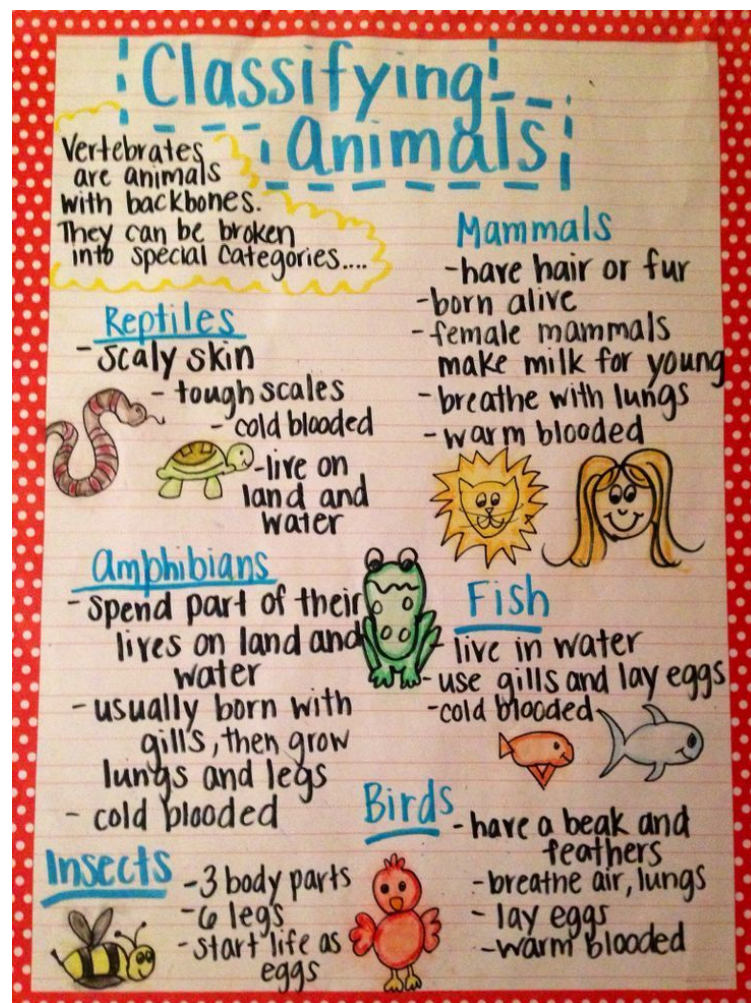 Classifying
animals
Vertebrates
are animals
with backbones.
They can be broken
into special categories....
Mammals
-have hair or fur
-born alive
- female mammals
make milk for young
- breathe with lungs
- warm blooded
Reptiles
- scaly skin
- tough scales
- cold blooded
-live on
land and
water
amphibians
- spend part of their
lives on land and
water
- usually born with
gills, then grow
lungs and legs
- cold blooded
Fish
- live in water
- use gills and lay eggs
-cold blooded
Birds
- have a beak and
feathers
-breathe air, lungs
- lay eggs
-warm blooded
Insects
-3 body parts
-6 legs
-start life as
eggs